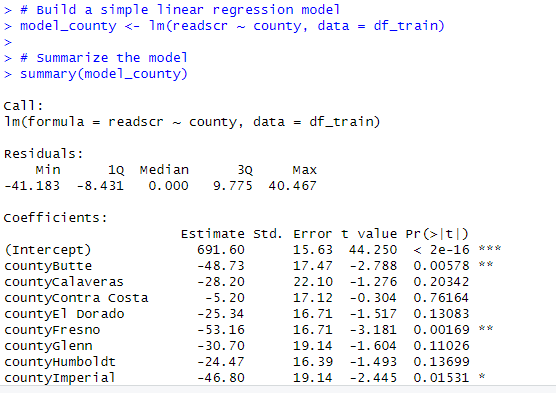 > # Build a simple linear regression model
> model_county <- lm(readscr ~ county, data = df_train)
>
> # Summarize the model
> summary(model_county)
Call:
lm(formula = readscr ~ county, data = df_train)
Residuals:
Min 1Q Median 3Q Max
-41.183 -8.431 0.000 9.775 40.467
Coefficients:
Estimate Std. Error t value Pr(>|t|)
(Intercept) 691.60 15.63 44.250 < 2e-16 ***
countyButte -48.73 17.47 -2.788 0.00578 **
countyCalaveras -28.20 22.10 -1.276 0.20342
countyContra Costa -5.20 17.12 -0.304 0.76164
countyEl Dorado -25.34 16.71 -1.517 0.13083
countyFresno -53.16 16.71 -3.181 0.00169 **
countyGlenn -30.70 19.14 -1.604 0.11026
countyHumboldt -24.47 16.39 -1.493 0.13699
countyImperial -46.80 19.14 -2.445 0.01531 *